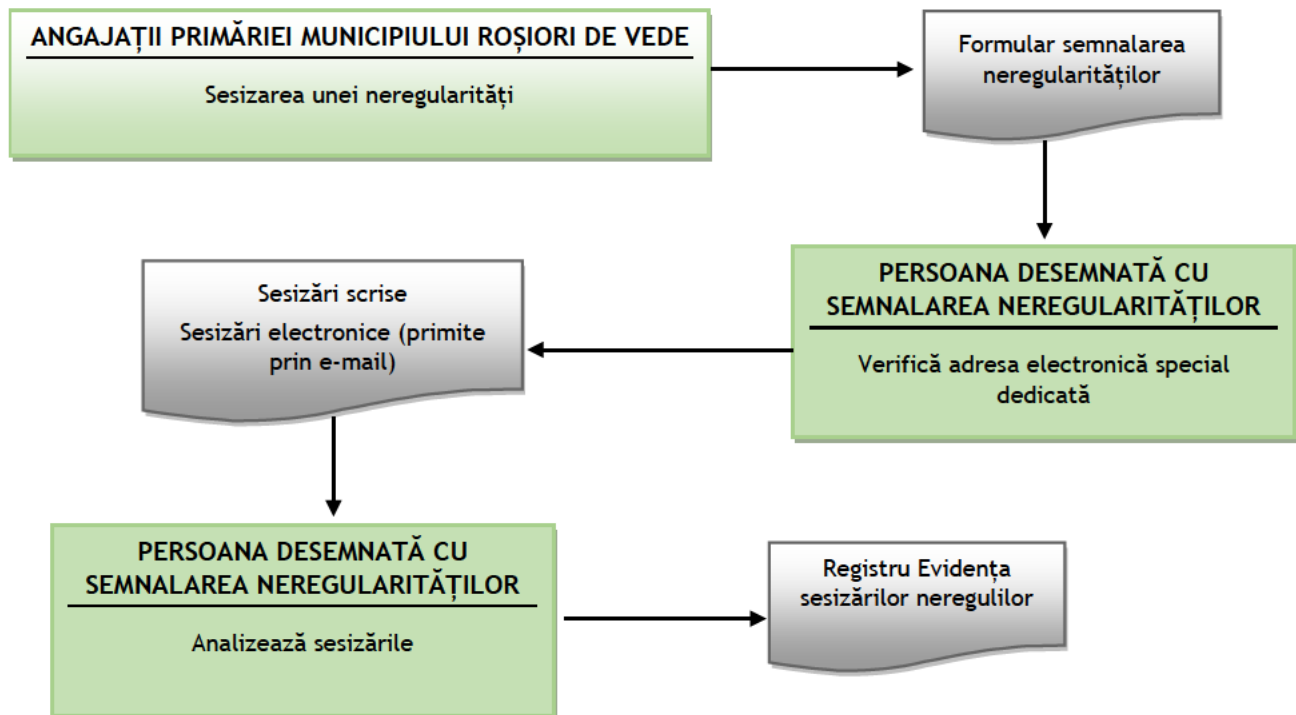 ANGAJAȚII PRIMĂRIEI MUNICIPIULUI ROȘIORI DE VEDE
Sesizarea unei neregularități
Formular semnalarea
neregularităților
PERSOANA DESEMNATĂ CU
SEMNALAREA NEREGULARITĂȚILOR
Verifică adresa electronică special
dedicată
Sesizări scrise
Sesizări electronice (primite
prin e-mail)
PERSOANA DESEMNATĂ CU
SEMNALAREA NEREGULARITĂȚILOR
Analizează sesizările
Registru Evidența
sesizărilor neregulilor